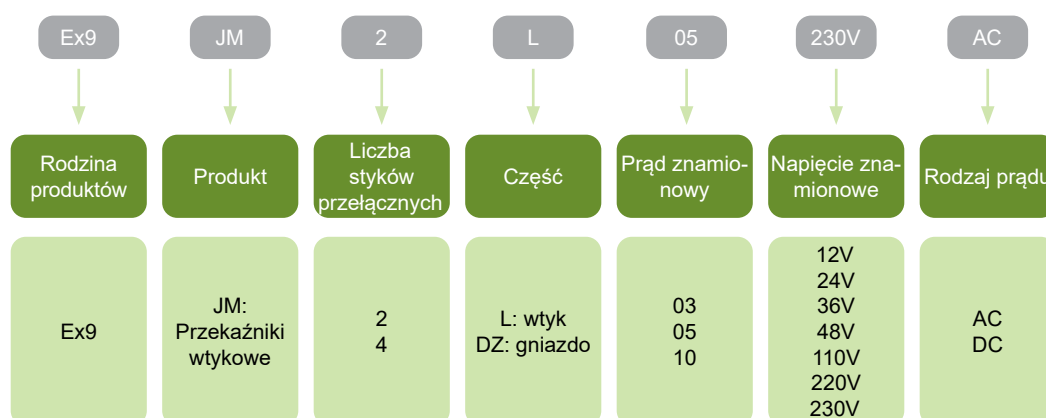 Ex9
JM
2
L
05
230V
AC
Rodzina
produktów
Produkt
Liczba
styków
przełącznych
Część
Prąd znamio-
nowy
Napięcie zna-
mionowe
Rodzaj prądu
Ex9
JM:
Przekaźniki
wtykowe
2
4
L: wtyk
DZ: gniazdo
03
05
10
12V
24V
36V
48V
110V
220V
230V
AC
DC